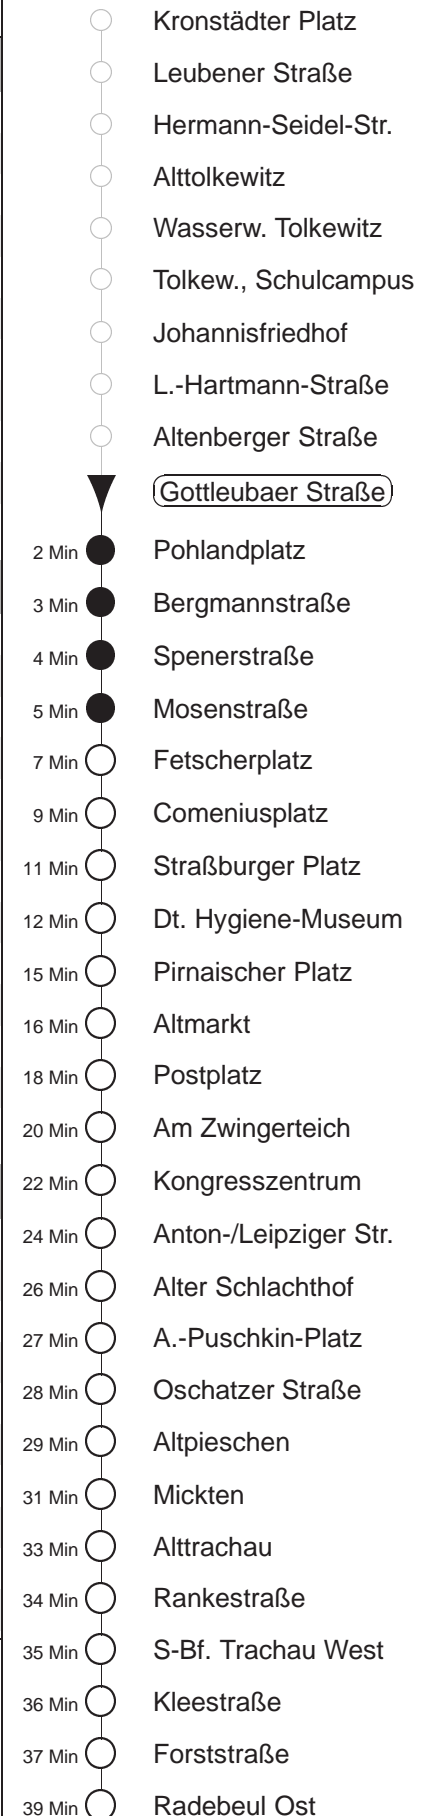 Kronstädter Platz
Leubener Straße
Hermann-Seidel-Str.
Alttolkewitz
Wasserw. Tolkewitz
Tolkew., Schulcampus
Johannisfriedhof
L.-Hartmann-Straße
Altenberger Straße
Gottleubaer Straße
2 Min Pohlandplatz
3 Min Bergmannstraße
4 Min Spenerstraße
5 Min Mosenstraße
7 Min Fetscherplatz
9 Min Comeniusplatz
11 Min Straßburger Platz
12 Min Dt. Hygiene-Museum
15 Min Pirnaischer Platz
16 Min Altmarkt
18 Min Postplatz
20 Min Am Zwingerteich
22 Min Kongresszentrum
24 Min Anton-/Leipziger Str.
26 Min Alter Schlachthof
27 Min A.-Puschkin-Platz
28 Min Oschatzer Straße
29 Min Altpieschen
31 Min Mickten
33 Min Alttrachau
34 Min Rankestraße
35 Min S-Bf. Trachau West
36 Min Kleestraße
37 Min Forststraße
39 Min Radebeul Ost